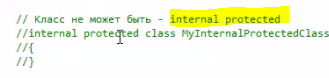 // Класс не может быть - internal protected
//internal protected class MyInternalProtectedClass
//{
//}